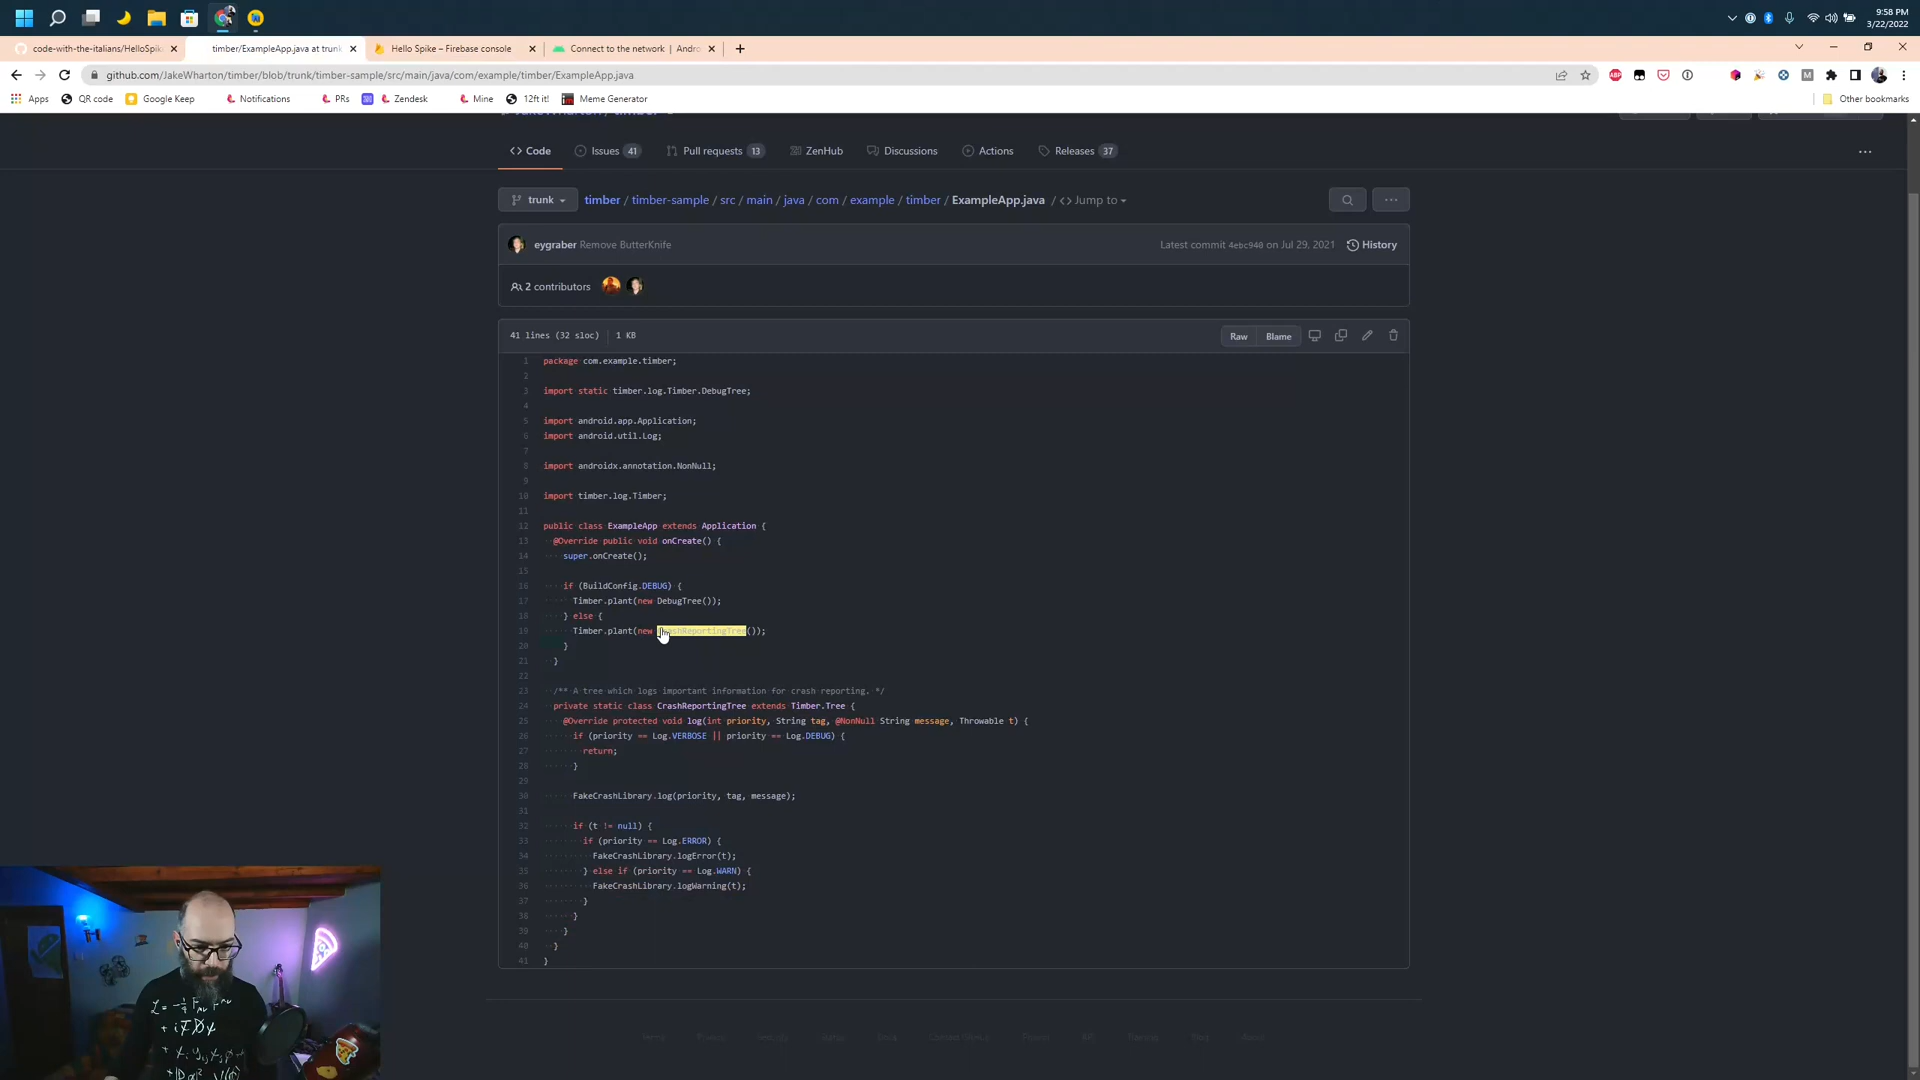 9:58 PM
3/22/2022
code-with-the-italians/HelloSpik
timber/ExampleApp.java at trunk
Hello Spike – Firebase console
Connect to the network | Andro
github.com/JakeWharton/timber/blob/trunk/timber-sample/src/main/java/com/example/timber/ExampleApp.java
Apps QR code Google Keep Notifications PRs Zendesk Mine 12ft it! Meme Generator Other bookmarks
JakeWharton / timber
<> Code Issues 41 Pull requests 13 ZenHub Discussions Actions Releases 37 ...
trunk timber / timber-sample / src / main / java / com / example / timber / ExampleApp.java / <> Jump to ...
eygraber Remove ButterKnife Latest commit 4ebc940 on Jul 29, 2021 History
2 contributors
41 lines (32 sloc) 1 KB Raw Blame
1 package com.example.timber;
2
3 import static timber.log.Timber.DebugTree;
4
5 import android.app.Application;
6 import android.util.Log;
7
8 import androidx.annotation.NonNull;
9
10 import timber.log.Timber;
11
12 public class ExampleApp extends Application {
13 @Override public void onCreate() {
14 super.onCreate();
15
16 if (BuildConfig.DEBUG) {
17 Timber.plant(new DebugTree());
18 } else {
19 Timber.plant(new CrashReportingTree());
20 }
21 }
22
23 /** A tree which logs important information for crash reporting. */
24 private static class CrashReportingTree extends Timber.Tree {
25 @Override protected void log(int priority, String tag, @NonNull String message, Throwable t) {
26 if (priority == Log.VERBOSE || priority == Log.DEBUG) {
27 return;
28 }
29
30 FakeCrashLibrary.log(priority, tag, message);
31
32 if (t != null) {
33 if (priority == Log.ERROR) {
34 FakeCrashLibrary.logError(t);
35 } else if (priority == Log.WARN) {
36 FakeCrashLibrary.logWarning(t);
37 }
38 }
39 }
40 }
41 }